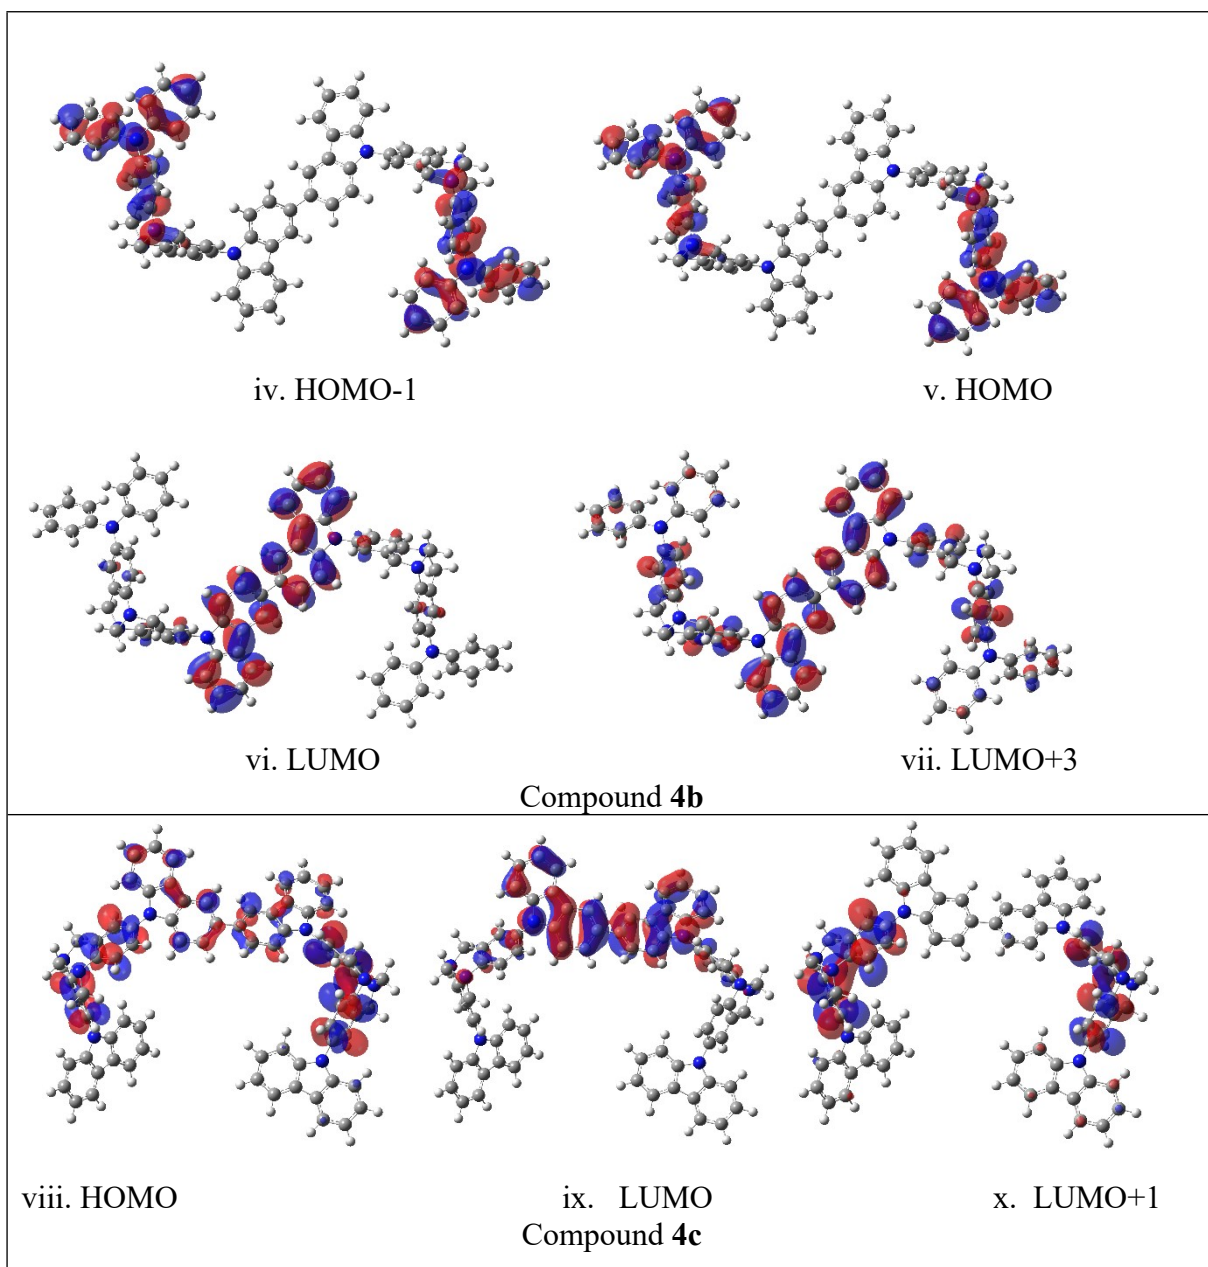 iv. HOMO-1 v. HOMO
vi. LUMO vii. LUMO+3
Compound 4b
viii. HOMO ix. LUMO x. LUMO+1
Compound 4c